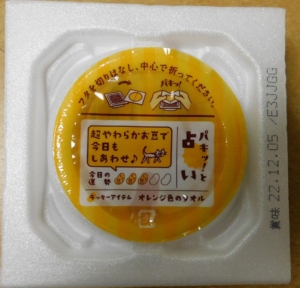 フタを切りはなし、中心で折ってください。
パキッ!
パキッ!と
占い
超やわらかお豆で
今日も
しあわせ♪
今日の
運勢
ラッキーアイテム オレンジ色のタオル
賞味 22.12.05 /E3JJGG